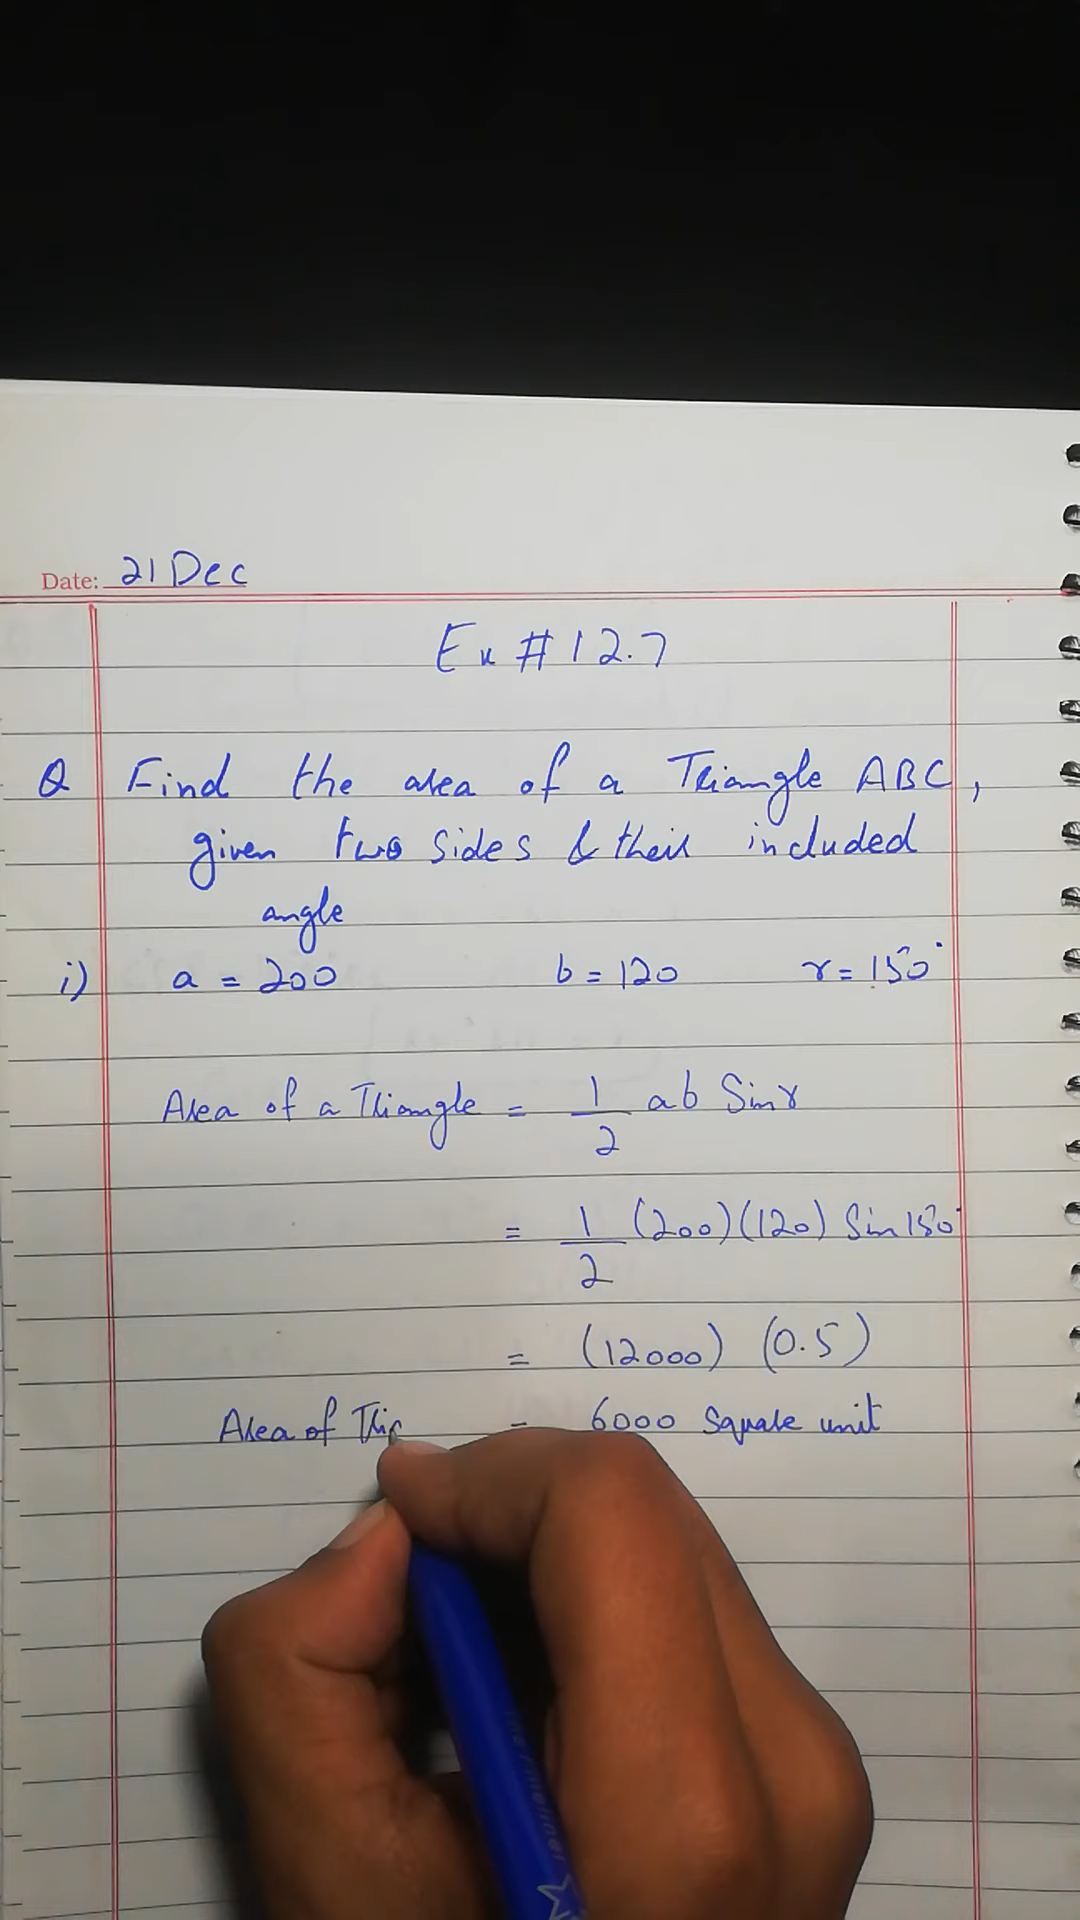 Date: 21 Dec
Ex # 12.7
Q Find the area of a Triangle ABC,
given two sides & their included
angle
i) a = 200 b = 120 γ = 150°
Area of a Triangle = 1/2 ab Sin γ
= 1/2 (200)(120) Sin 150°
= (12000) (0.5)
Area of Tria = 6000 Square unit